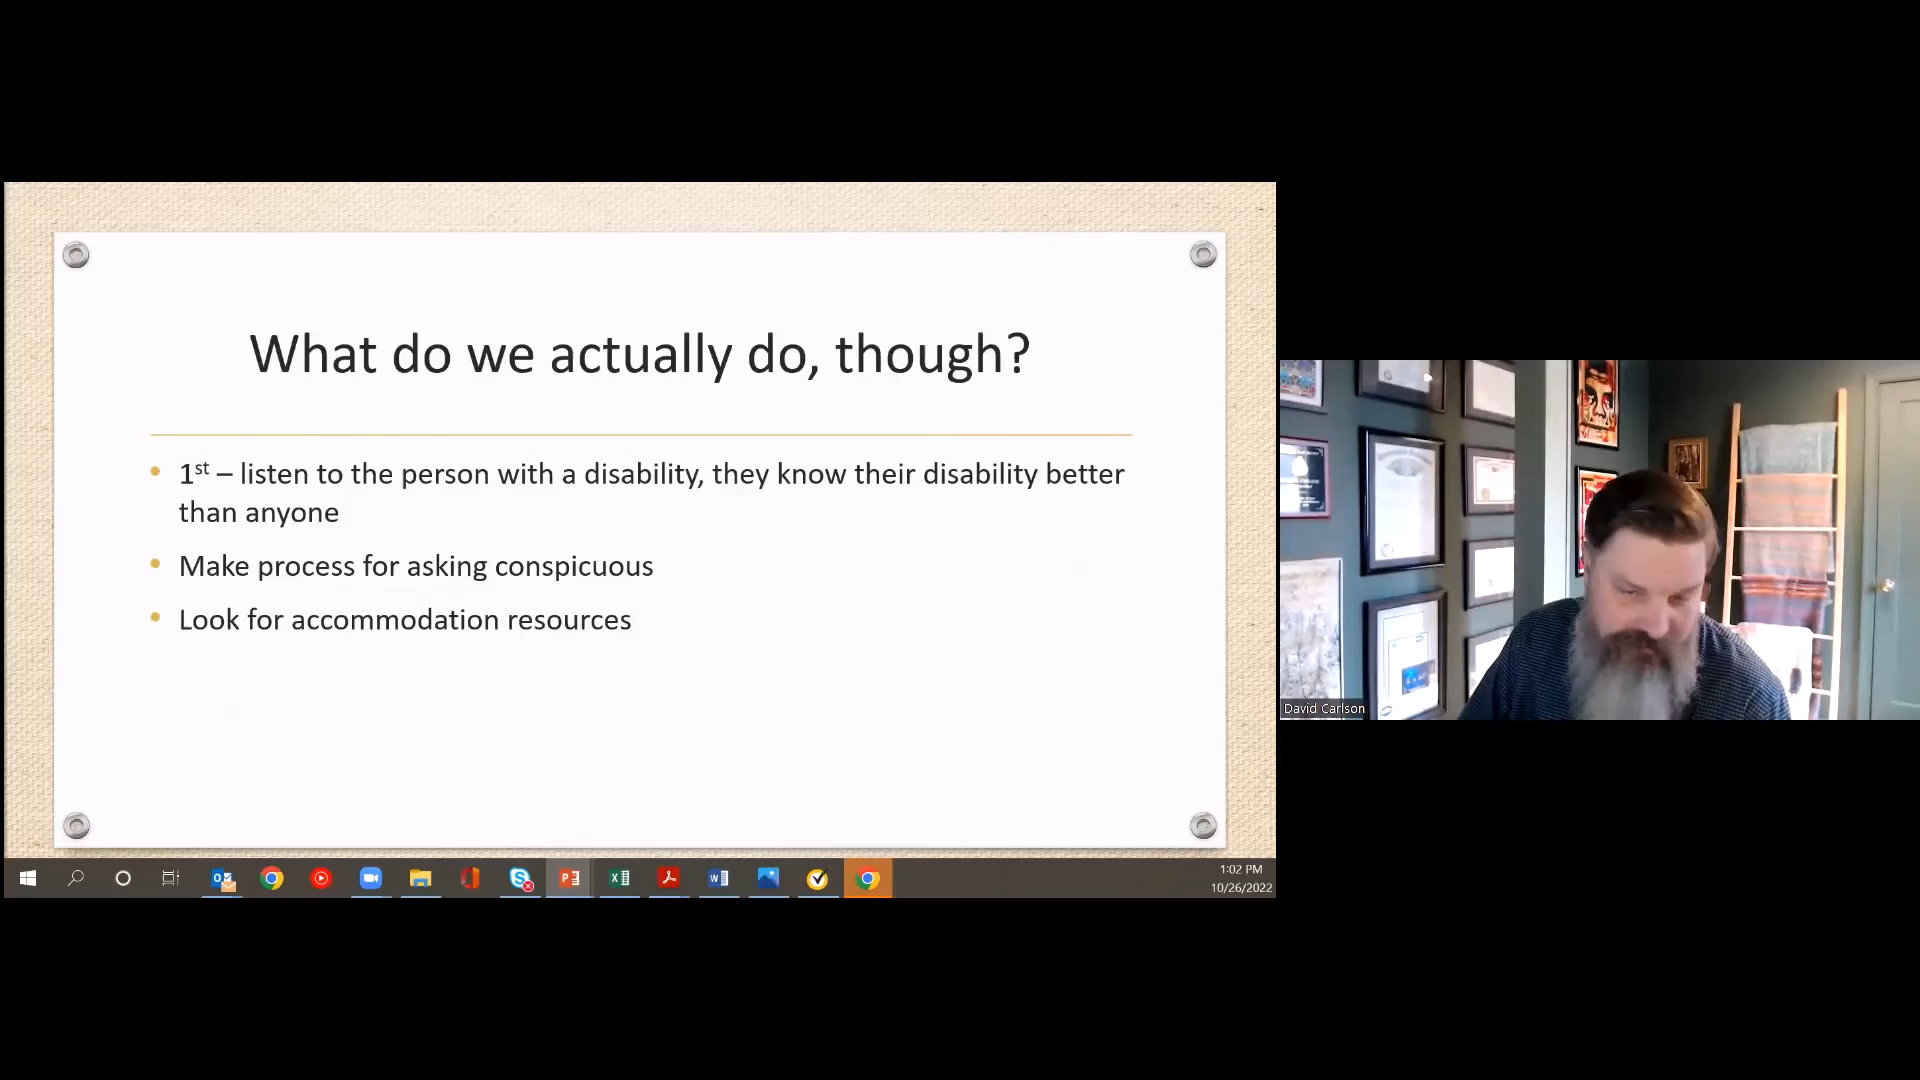 What do we actually do, though?
1st – listen to the person with a disability, they know their disability better
than anyone
Make process for asking conspicuous
Look for accommodation resources
David Carlson
1:02 PM
10/26/2022